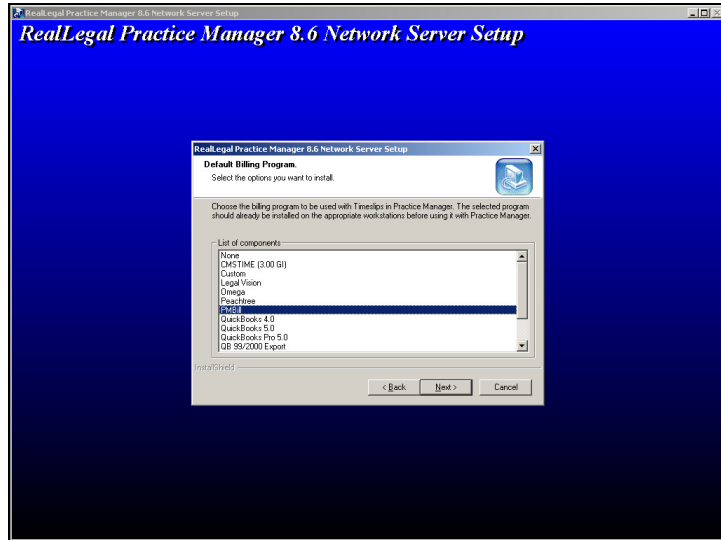 RealLegal Practice Manager 8.6 Network Server Setup
RealLegal Practice Manager 8.6 Network Server Setup
RealLegal Practice Manager 8.6 Network Server Setup
Default Billing Program.
Select the options you want to install.
Choose the billing program to be used with Timeslips in Practice Manager. The selected program
should already be installed on the appropriate workstations before using it with Practice Manager.
List of components
None
CMSTIME (3.00 GI)
Custom
Legal Vision
Omega
Peachtree
PMBill
QuickBooks 4.0
QuickBooks 5.0
QuickBooks Pro 5.0
QB 99/2000 Export
InstallShield
< Back Next > Cancel